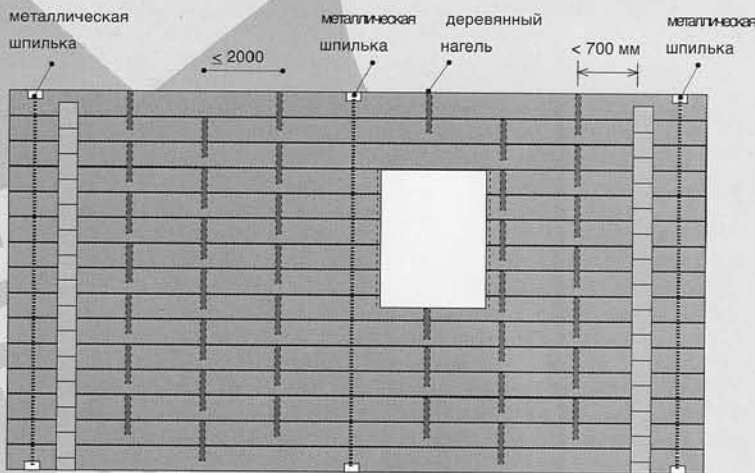 металлическая
шпилька
≤ 2000
металлическая
шпилька
деревянный
нагель
< 700 мм
металлическая
шпилька